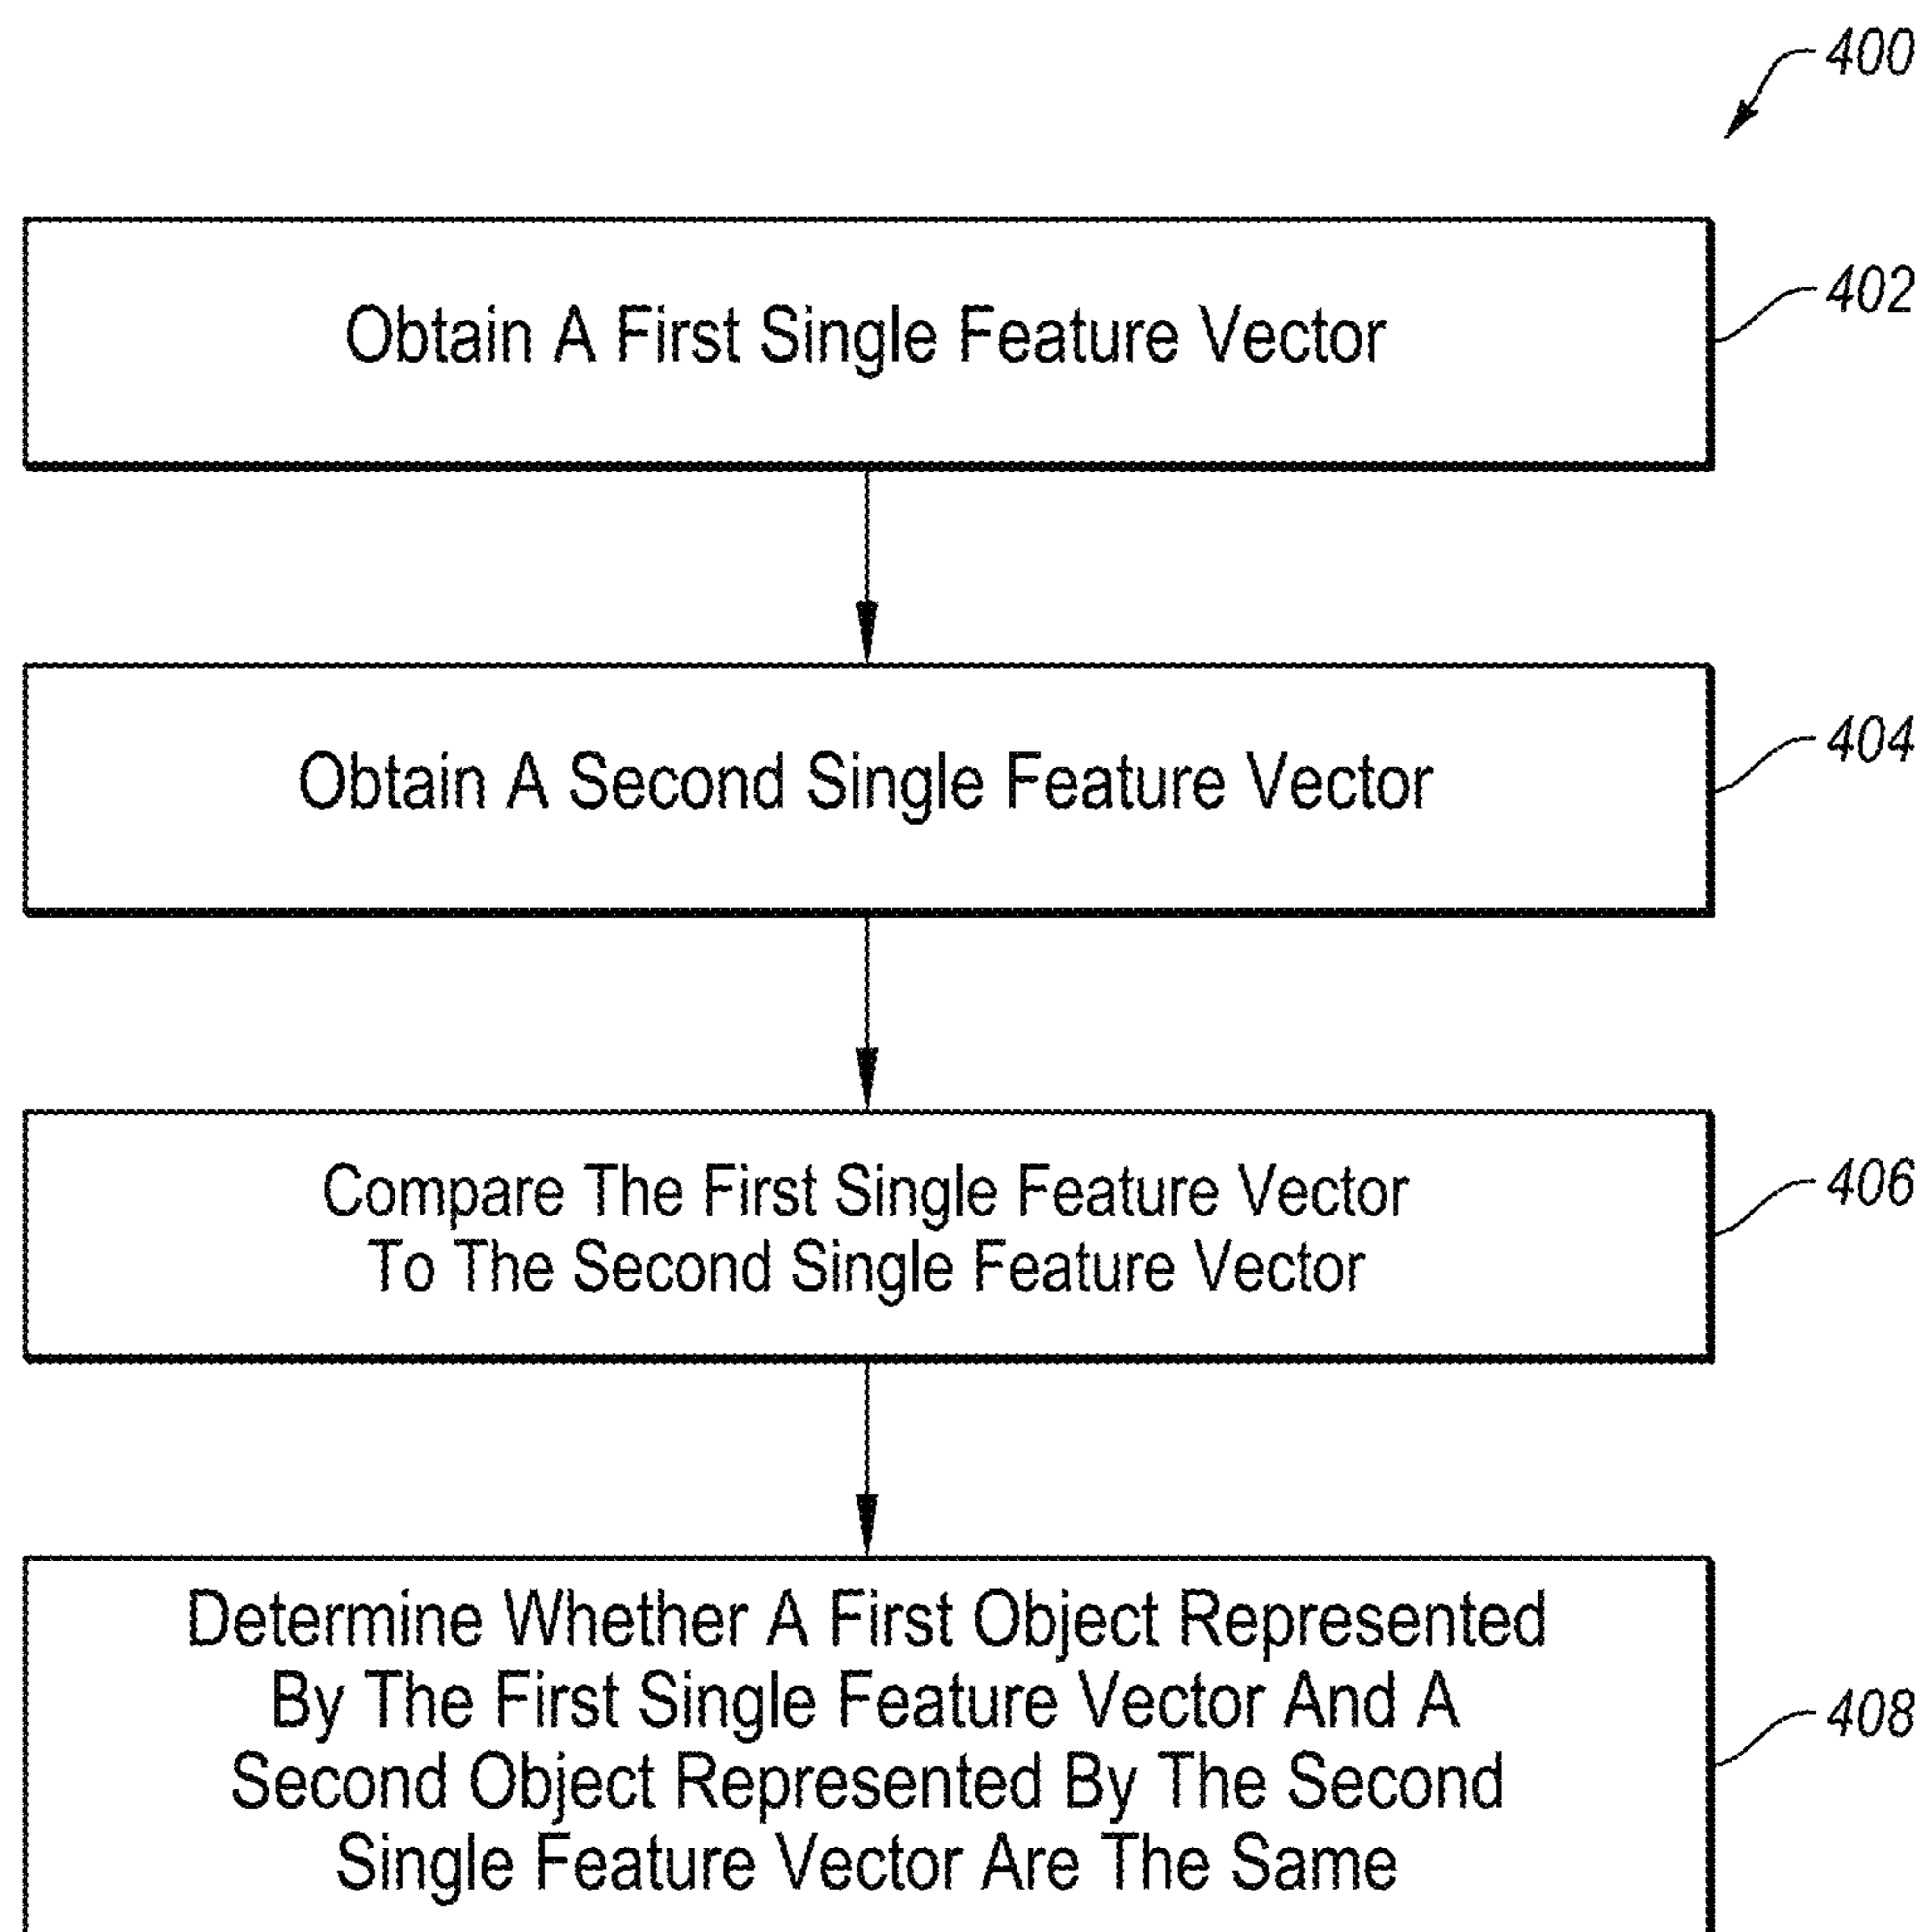 400
Obtain A First Single Feature Vector
402
Obtain A Second Single Feature Vector
404
Compare The First Single Feature Vector
To The Second Single Feature Vector
406
Determine Whether A First Object Represented
By The First Single Feature Vector And A
Second Object Represented By The Second
Single Feature Vector Are The Same
408